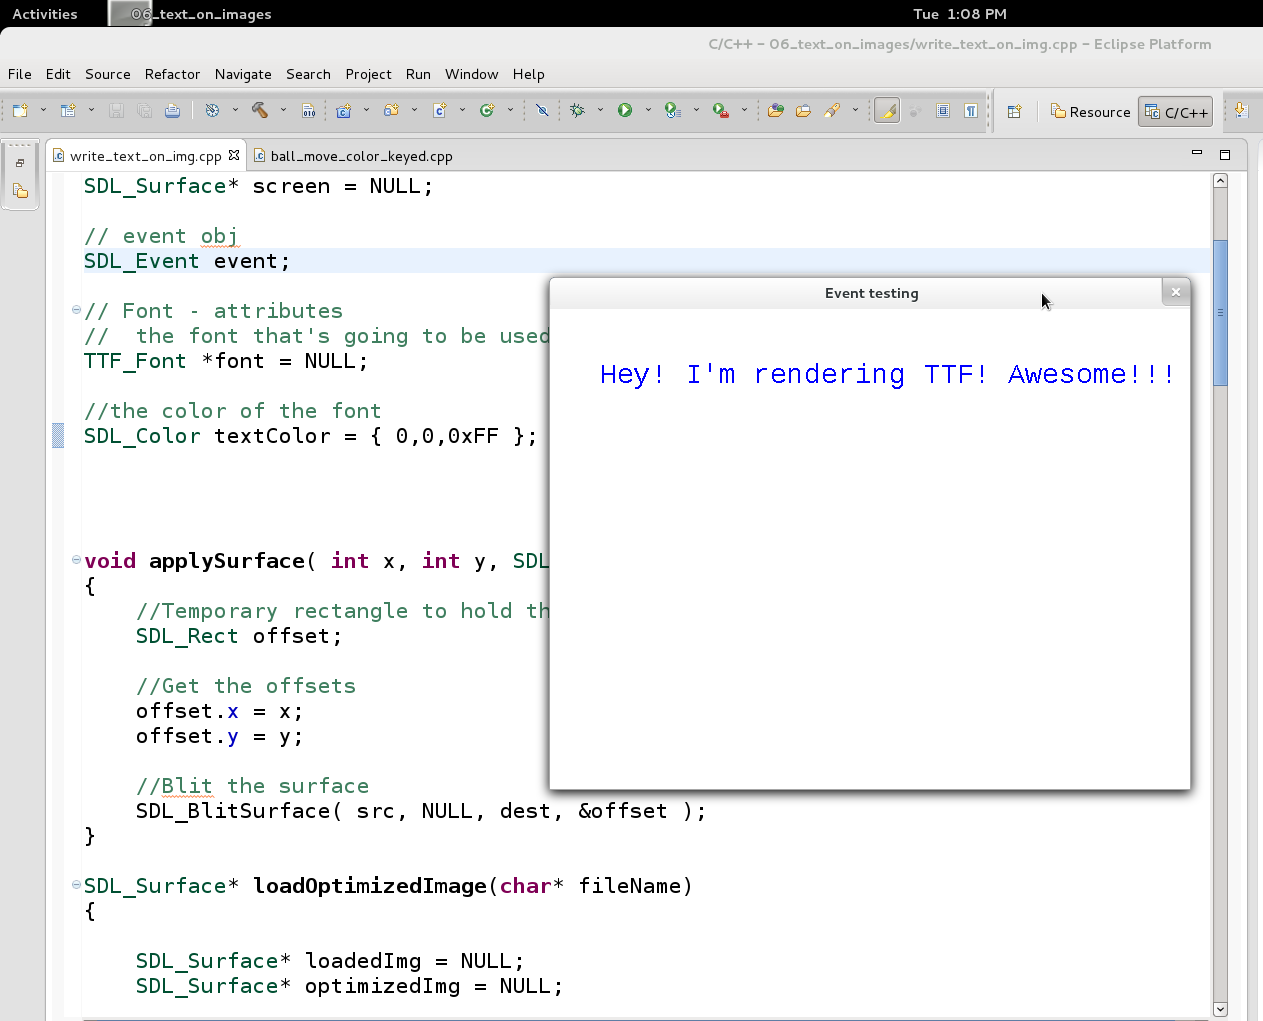 Activities 06_text_on_images Tue 1:08 PM
C/C++ - 06_text_on_images/write_text_on_img.cpp - Eclipse Platform
File Edit Source Refactor Navigate Search Project Run Window Help
Resource C/C++
write_text_on_img.cpp ball_move_color_keyed.cpp
SDL_Surface* screen = NULL;
// event obj
SDL_Event event;
// Font - attributes
//  the font that's going to be used
TTF_Font *font = NULL;
//the color of the font
SDL_Color textColor = { 0,0,0xFF };
void applySurface( int x, int y, SDL
{
//Temporary rectangle to hold th
SDL_Rect offset;
//Get the offsets
offset.x = x;
offset.y = y;
//Blit the surface
SDL_BlitSurface( src, NULL, dest, &offset );
}
SDL_Surface* loadOptimizedImage(char* fileName)
{
SDL_Surface* loadedImg = NULL;
SDL_Surface* optimizedImg = NULL;
Event testing
Hey! I'm rendering TTF! Awesome!!!